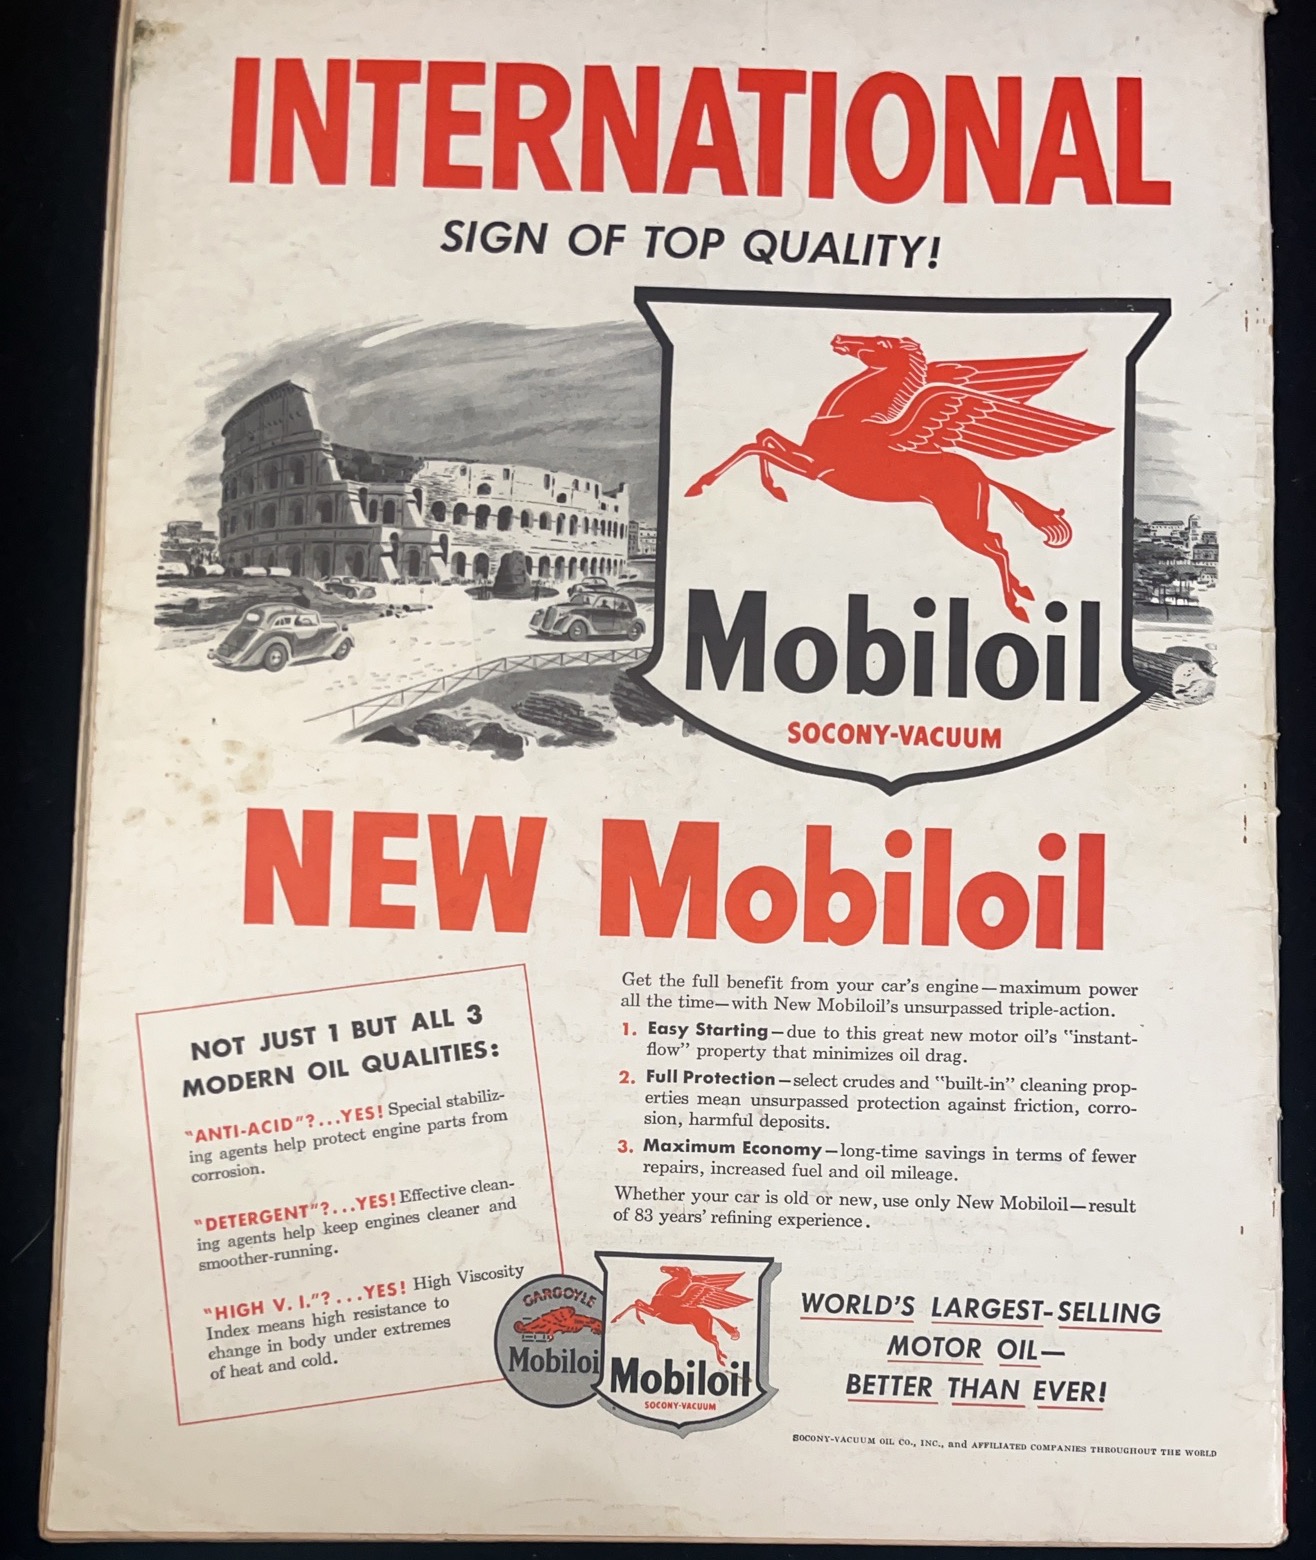 INTERNATIONAL
SIGN OF TOP QUALITY!
Mobiloil
SOCONY-VACUUM
NEW Mobiloil
NOT JUST 1 BUT ALL 3
MODERN OIL QUALITIES:
"ANTI-ACID"?...YES! Special stabiliz-
ing agents help protect engine parts from
corrosion.
"DETERGENT"?...YES! Effective clean-
ing agents help keep engines cleaner and
smoother-running.
"HIGH V. I."?...YES! High Viscosity
Index means high resistance to
change in body under extremes
of heat and cold.
Get the full benefit from your car's engine—maximum power
all the time—with New Mobiloil's unsurpassed triple-action.
1. Easy Starting—due to this great new motor oil's "instant-
flow" property that minimizes oil drag.
2. Full Protection—select crudes and "built-in" cleaning prop-
erties mean unsurpassed protection against friction, corro-
sion, harmful deposits.
3. Maximum Economy—long-time savings in terms of fewer
repairs, increased fuel and oil mileage.
Whether your car is old or new, use only New Mobiloil—result
of 83 years' refining experience.
GARGOYLE
Mobiloi
Mobiloil
SOCONY-VACUUM
WORLD'S LARGEST-SELLING
MOTOR OIL—
BETTER THAN EVER!
SOCONY-VACUUM OIL CO., INC., and AFFILIATED COMPANIES THROUGHOUT THE WORLD